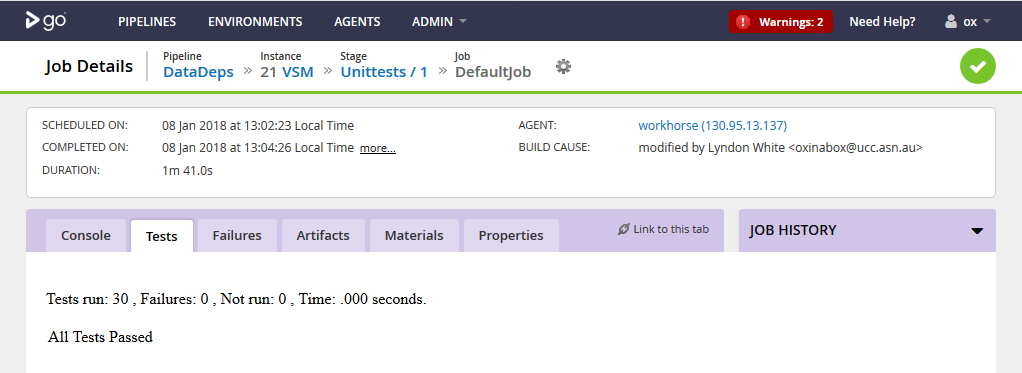 go PIPELINES ENVIRONMENTS AGENTS ADMIN Warnings: 2 Need Help? ox
Job Details Pipeline Instance Stage Job
DataDeps » 21 VSM » Unittests / 1 » DefaultJob
SCHEDULED ON: 08 Jan 2018 at 13:02:23 Local Time AGENT: workhorse (130.95.13.137)
COMPLETED ON: 08 Jan 2018 at 13:04:26 Local Time more... BUILD CAUSE: modified by Lyndon White <oxinabox@ucc.asn.au>
DURATION: 1m 41.0s
Console Tests Failures Artifacts Materials Properties Link to this tab JOB HISTORY
Tests run: 30 , Failures: 0 , Not run: 0 , Time: .000 seconds.
All Tests Passed